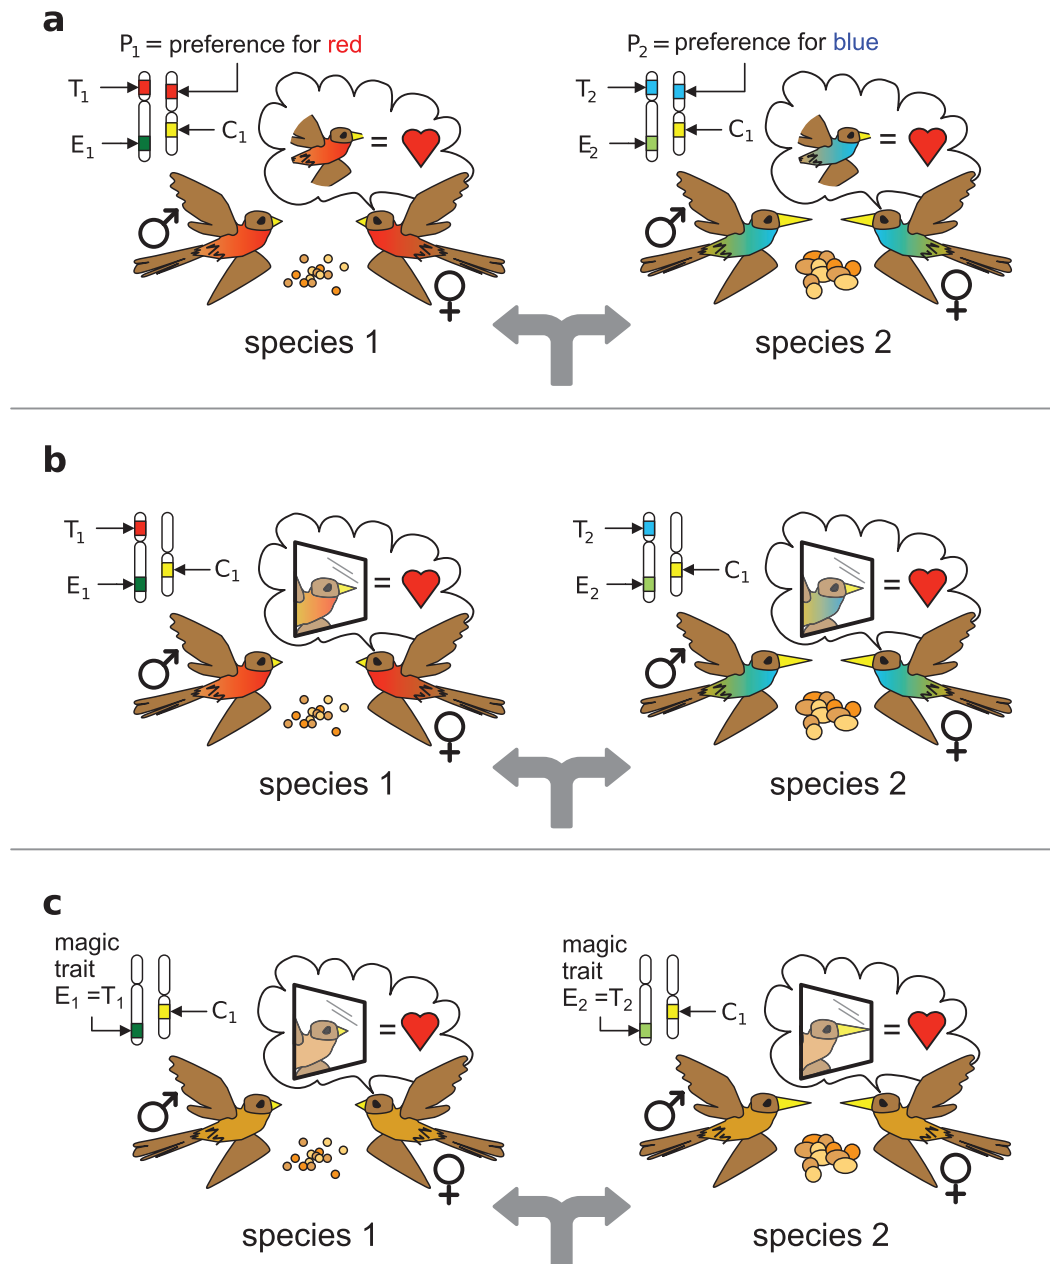 a
P₁ = preference for red
T₁
E₁
C₁
=
species 1
P₂ = preference for blue
T₂
E₂
C₁
=
species 2
b
T₁
E₁
C₁
=
species 1
T₂
E₂
C₁
=
species 2
c
magic
trait
E₁ =T₁
C₁
=
species 1
magic
trait
E₂ =T₂
C₁
=
species 2